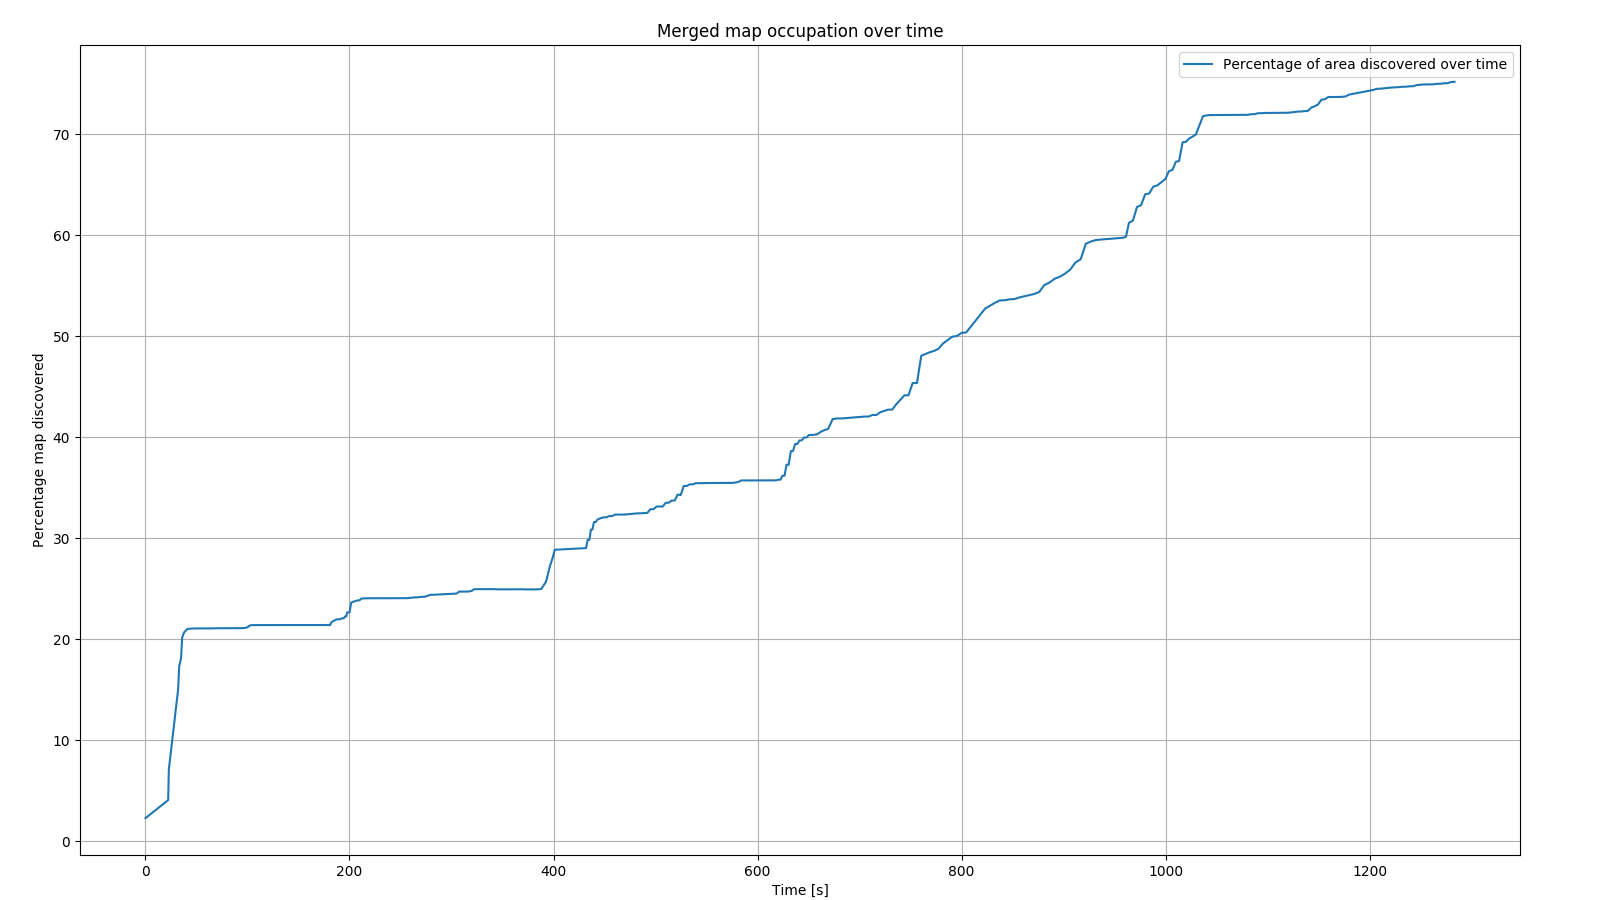 Merged map occupation over time
Percentage of area discovered over time
Percentage map discovered
70
60
50
40
30
20
10
0
0 200 400 600 800 1000 1200
Time [s]